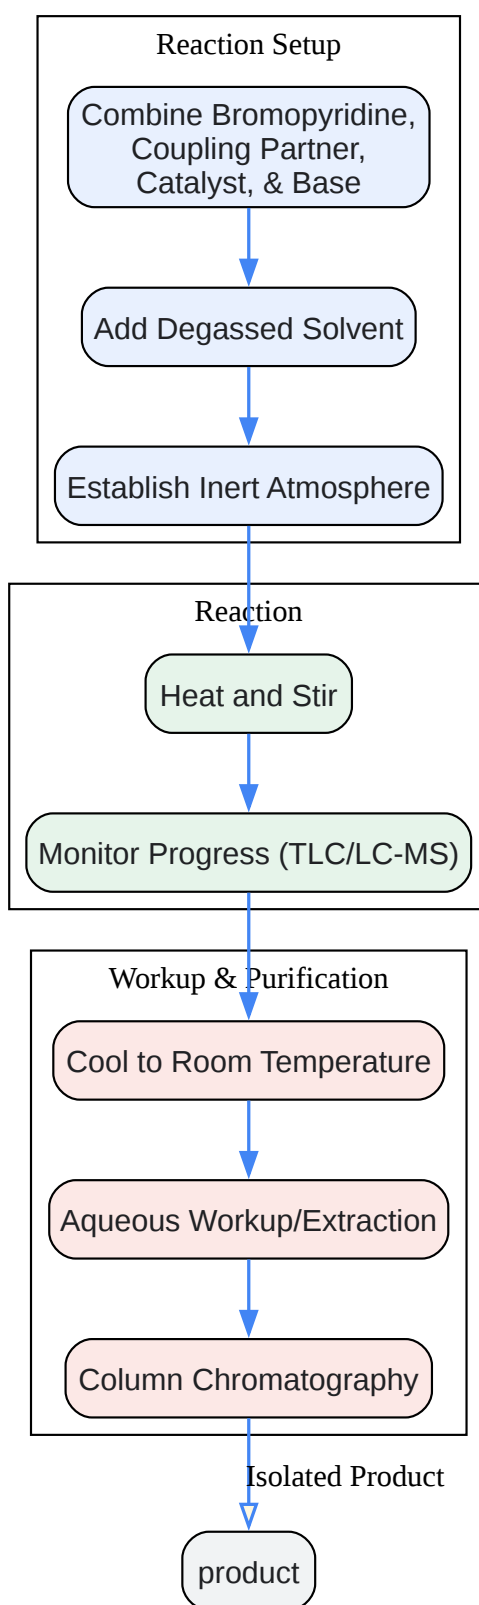 Reaction Setup
Combine Bromopyridine,
Coupling Partner,
Catalyst, & Base
Add Degassed Solvent
Establish Inert Atmosphere
Reaction
Heat and Stir
Monitor Progress (TLC/LC-MS)
Workup & Purification
Cool to Room Temperature
Aqueous Workup/Extraction
Column Chromatography
Isolated Product
product